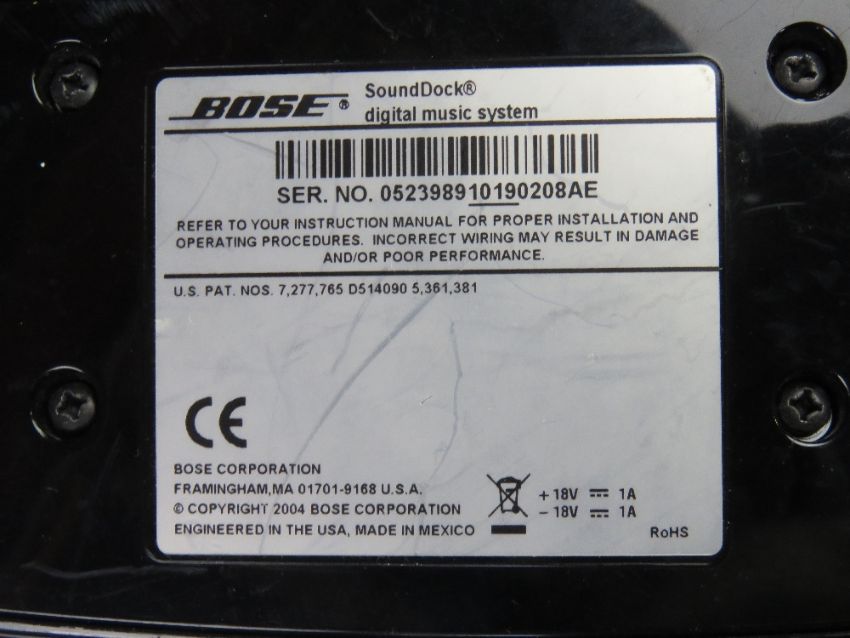 BOSE®
SoundDock®
digital music system
SER. NO. 05239891019​0208AE
REFER TO YOUR INSTRUCTION MANUAL FOR PROPER INSTALLATION AND
OPERATING PROCEDURES. INCORRECT WIRING MAY RESULT IN DAMAGE
AND/OR POOR PERFORMANCE.
U.S. PAT. NOS. 7,277,765 D514090 5,361,381
CE
BOSE CORPORATION
FRAMINGHAM,MA 01701-9168 U.S.A.
© COPYRIGHT 2004 BOSE CORPORATION
ENGINEERED IN THE USA, MADE IN MEXICO
+18V ⎓ 1A
−18V ⎓ 1A
RoHS